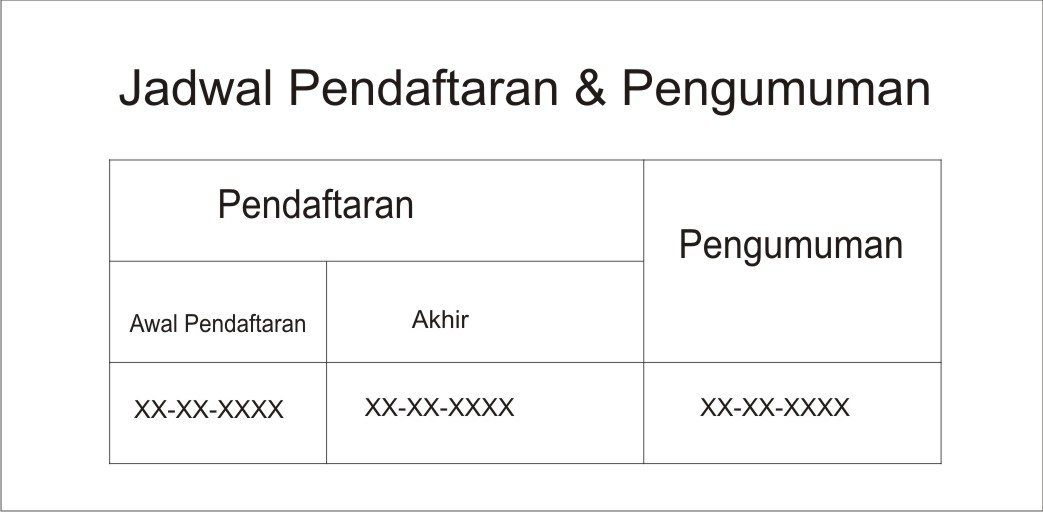 Jadwal Pendaftaran & Pengumuman
Pendaftaran
Pengumuman
Awal Pendaftaran
Akhir
XX-XX-XXXX
XX-XX-XXXX
XX-XX-XXXX